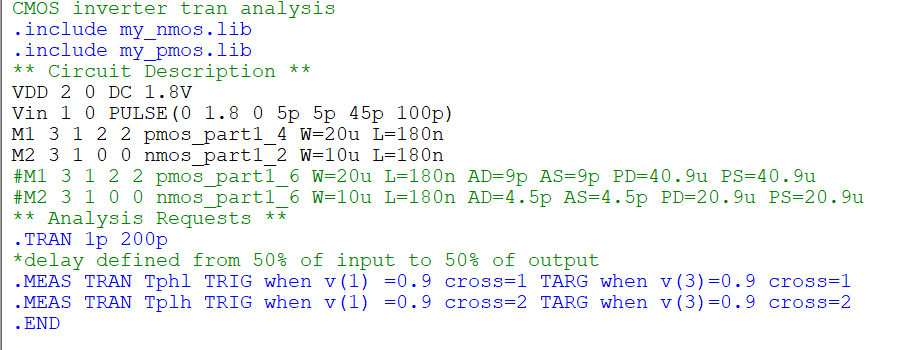 CMOS inverter tran analysis
.include my_nmos.lib
.include my_pmos.lib
** Circuit Description **
VDD 2 0 DC 1.8V
Vin 1 0 PULSE(0 1.8 0 5p 5p 45p 100p)
M1 3 1 2 2 pmos_part1_4 W=20u L=180n
M2 3 1 0 0 nmos_part1_2 W=10u L=180n
#M1 3 1 2 2 pmos_part1_6 W=20u L=180n AD=9p AS=9p PD=40.9u PS=40.9u
#M2 3 1 0 0 nmos_part1_6 W=10u L=180n AD=4.5p AS=4.5p PD=20.9u PS=20.9u
** Analysis Requests **
.TRAN 1p 200p
*delay defined from 50% of input to 50% of output
.MEAS TRAN Tphl TRIG when v(1) =0.9 cross=1 TARG when v(3)=0.9 cross=1
.MEAS TRAN Tplh TRIG when v(1) =0.9 cross=2 TARG when v(3)=0.9 cross=2
.END